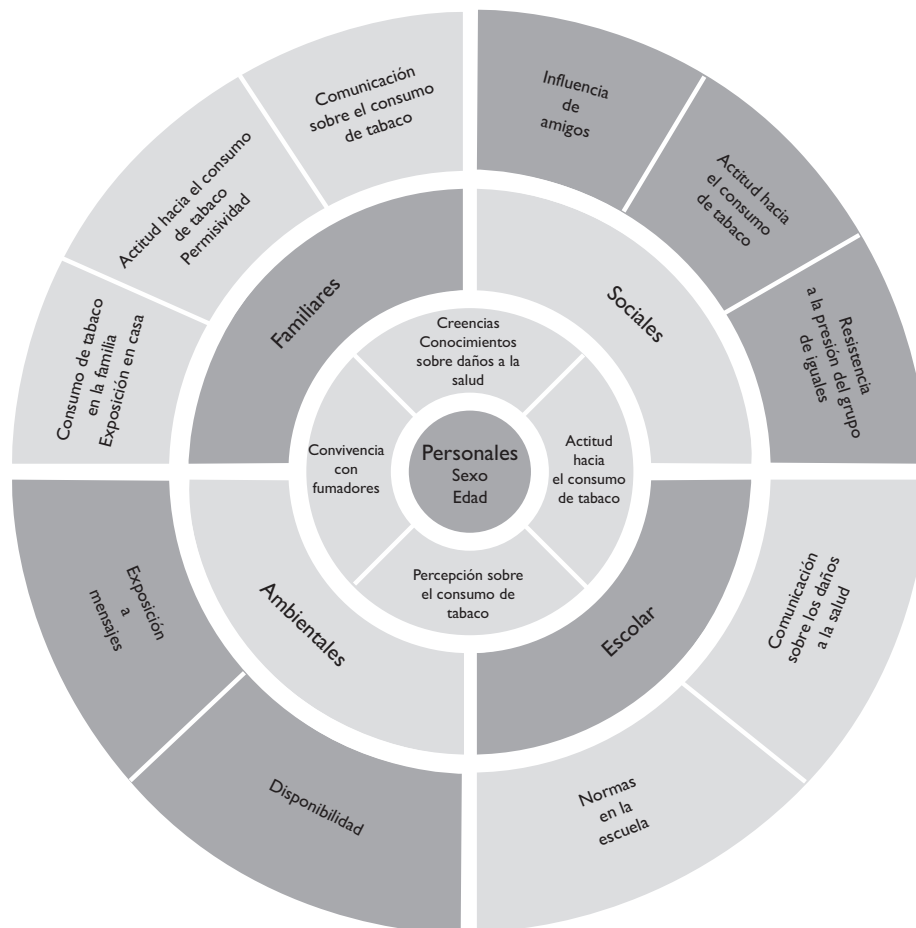 Comunicación
sobre el consumo
de tabaco
Influencia
de
amigos
Actitud hacia el consumo
de tabaco
Permisividad
Actitud hacia
el consumo
de tabaco
Consumo de tabaco
en la familia
Exposición en casa
Resistencia
a la presión del grupo
de iguales
Familiares
Sociales
Creencias
Conocimientos
sobre daños a la
salud
Convivencia
con
fumadores
Personales
Sexo
Edad
Actitud
hacia
el consumo
de tabaco
Percepción sobre
el consumo de
tabaco
Ambientales
Escolar
Exposición
a
mensajes
Disponibilidad
Comunicación
sobre los daños
a la salud
Normas
en la
escuela